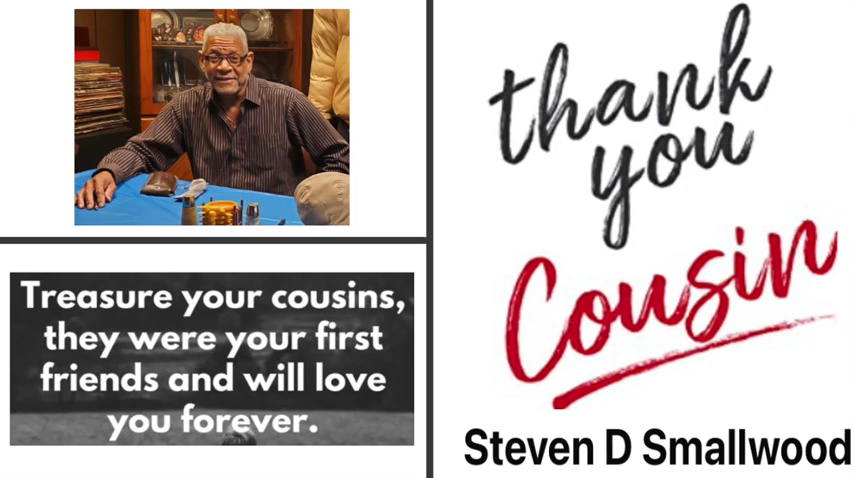 Treasure your cousins,
they were your first
friends and will love
you forever.
thank
you
Cousin
Steven D Smallwood